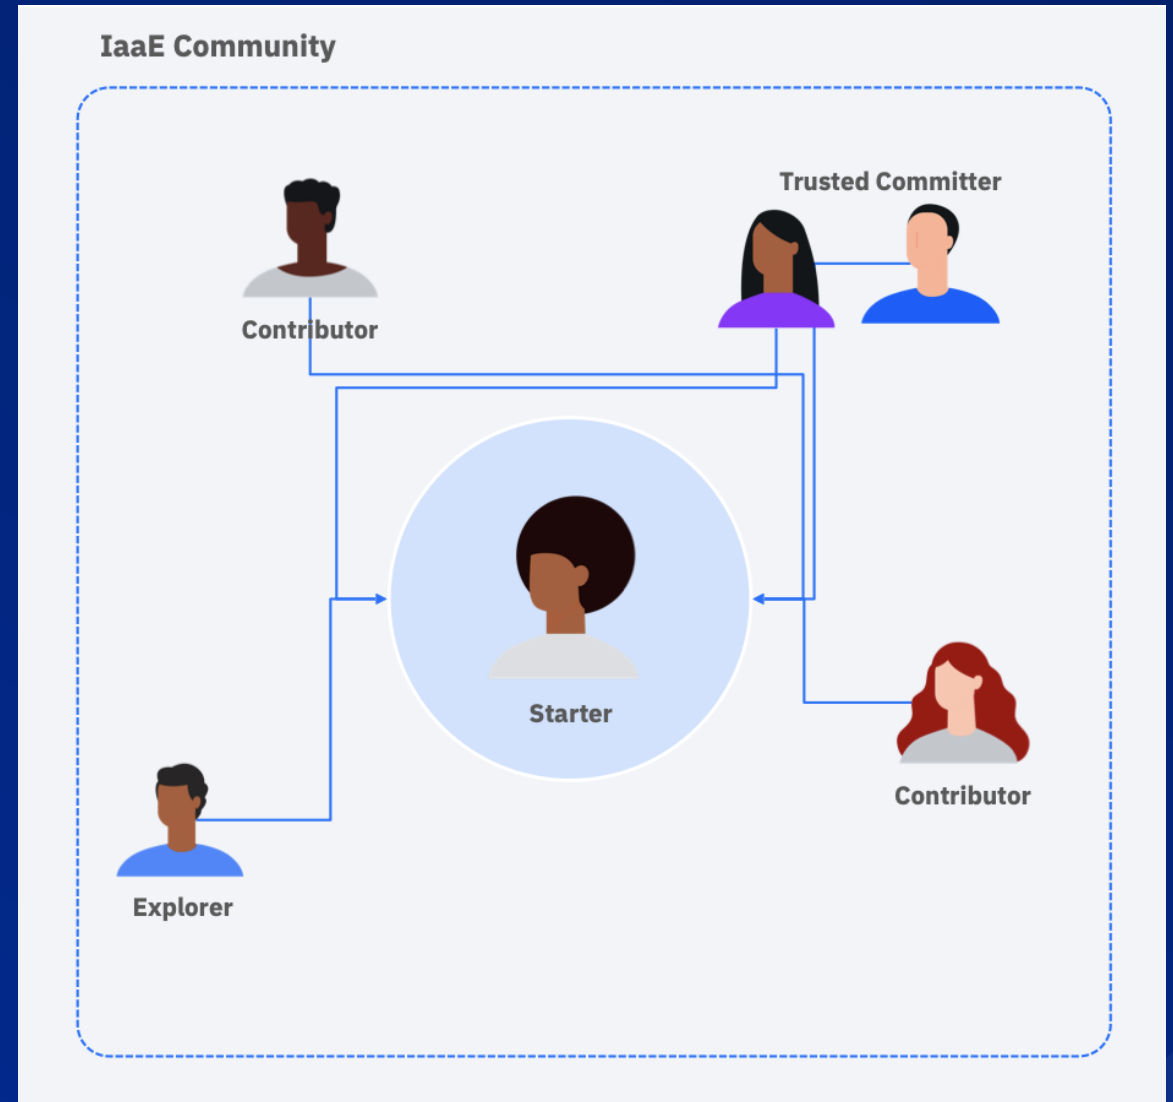 IaaE Community
Trusted Committer
Contributor
Starter
Contributor
Explorer